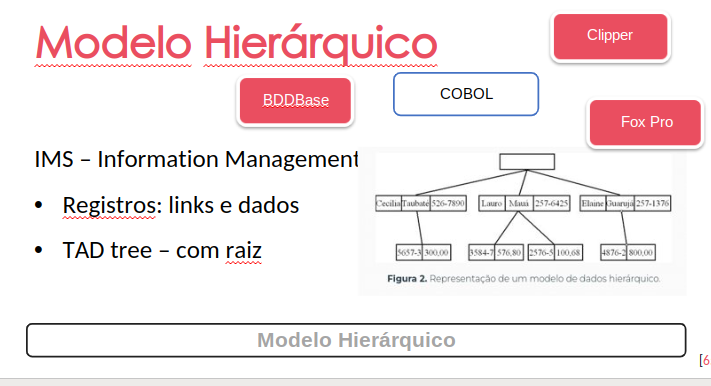 Modelo Hierárquico
Clipper
BDDBase
COBOL
Fox Pro
IMS – Information Management
• Registros: links e dados
• TAD tree – com raiz
Cecilia Taubaté 526-7890
Lauro Mauá 257-6425
Elaine Guarujá 257-1376
5657-3 300,00
3584-7 576,80
2576-5 100,68
4876-2 800,00
Figura 2. Representação de um modelo de dados hierárquico.
Modelo Hierárquico
[6